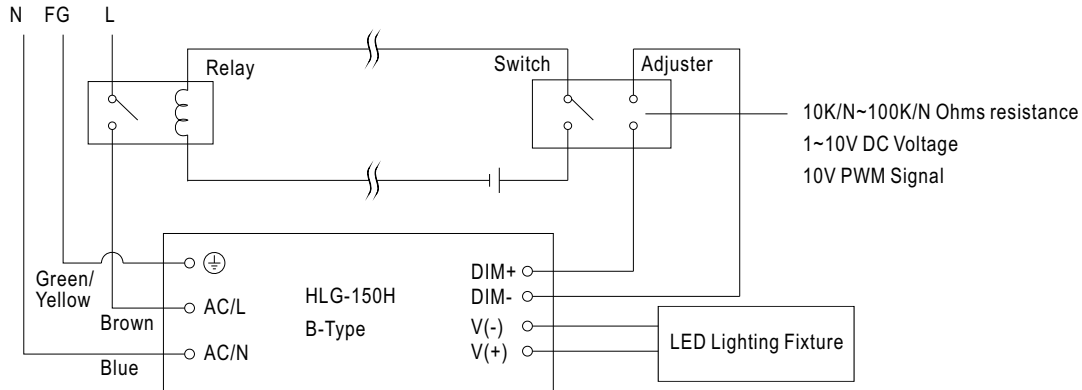 N FG L
Relay
Switch
Adjuster
10K/N~100K/N Ohms resistance
1~10V DC Voltage
10V PWM Signal
Green/
Yellow
Brown
Blue
AC/L
AC/N
HLG-150H
B-Type
DIM+
DIM-
V(-)
V(+)
LED Lighting Fixture